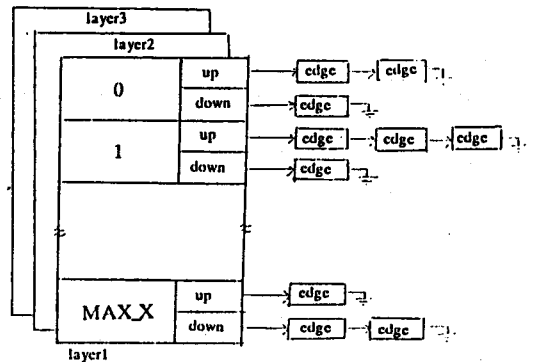 layer3
layer2
0 up edge edge
down edge
1 up edge edge edge
down edge
MAX_X up edge
down edge edge
layer1